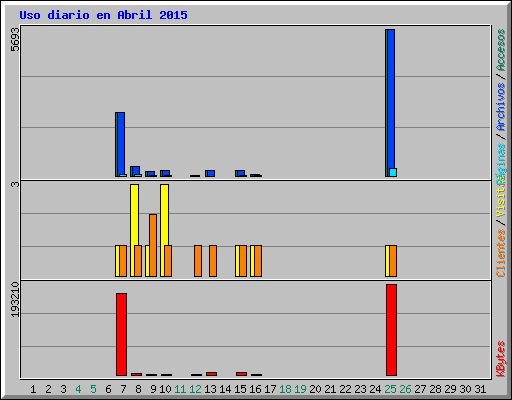 Uso diario en Abril 2015
5693
3
193210
Accesos / Archivos / Páginas
Visitas / Clientes
KBytes
1 2 3 4 5 6 7 8 9 10 11 12 13 14 15 16 17 18 19 20 21 22 23 24 25 26 27 28 29 30 31